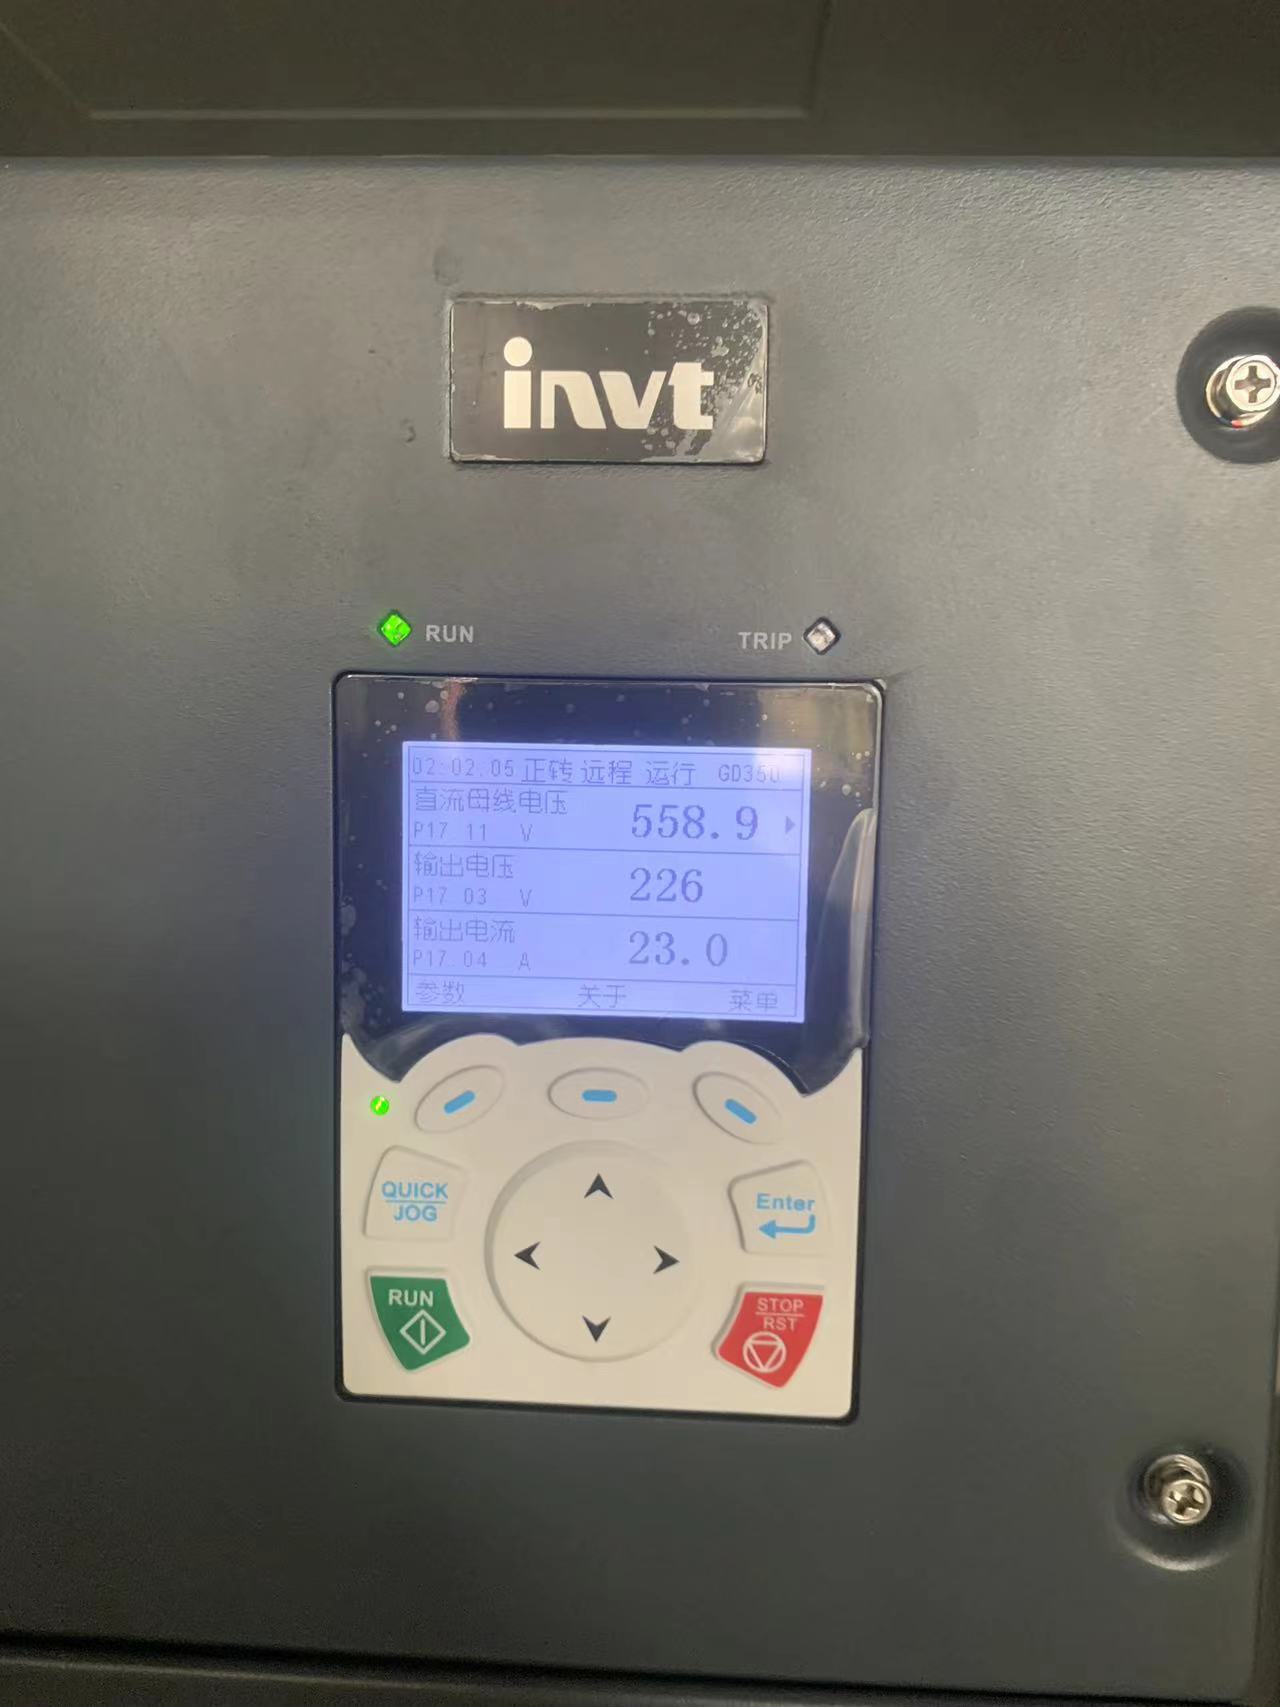 invt
RUN
TRIP
02:02.05 正转 远程 运行 GD350
直流母线电压
P17.11 V 558.9
输出电压
P17.03 V 226
输出电流
P17.04 A 23.0
参数 关于 菜单
QUICK
JOG
Enter
RUN
STOP
RST